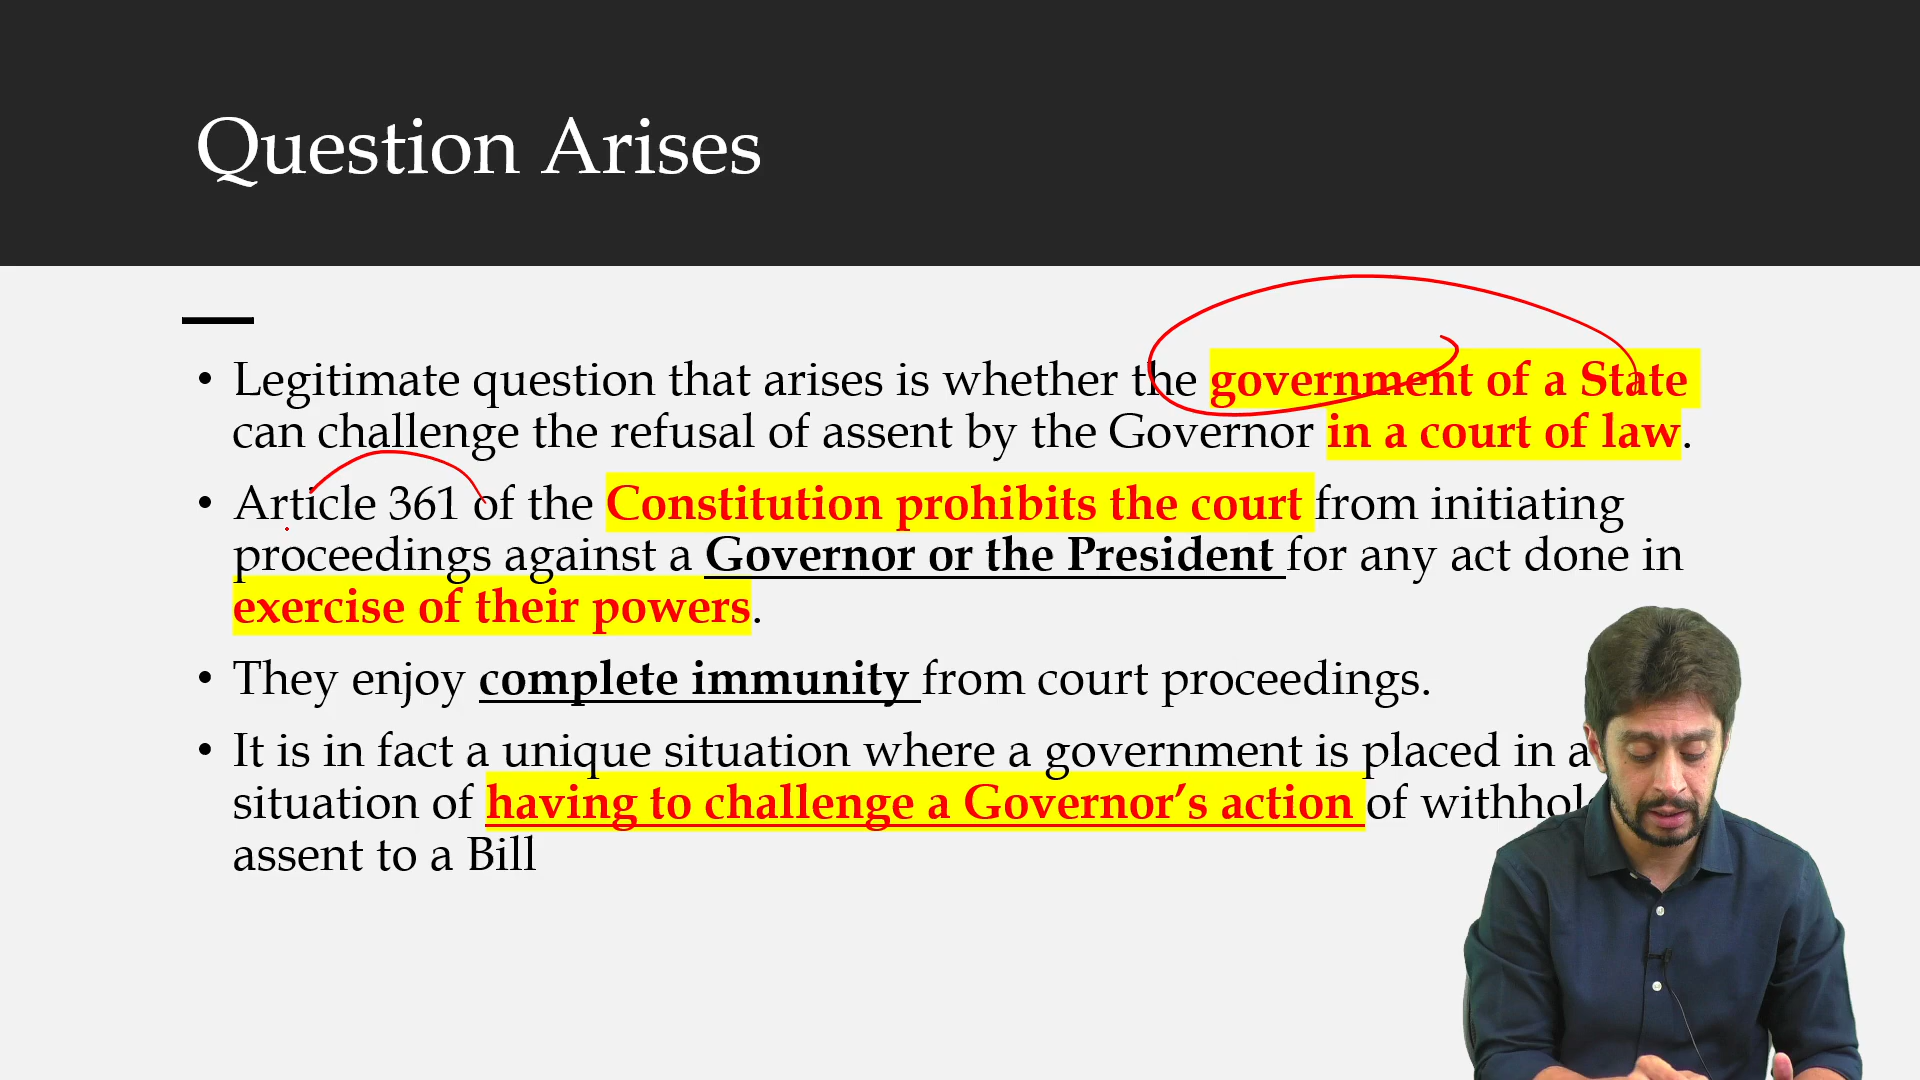 Question Arises
• Legitimate question that arises is whether the government of a State
can challenge the refusal of assent by the Governor in a court of law.
• Article 361 of the Constitution prohibits the court from initiating
proceedings against a Governor or the President for any act done in
exercise of their powers.
• They enjoy complete immunity from court proceedings.
• It is in fact a unique situation where a government is placed in a
situation of having to challenge a Governor’s action of
assent to a Bill